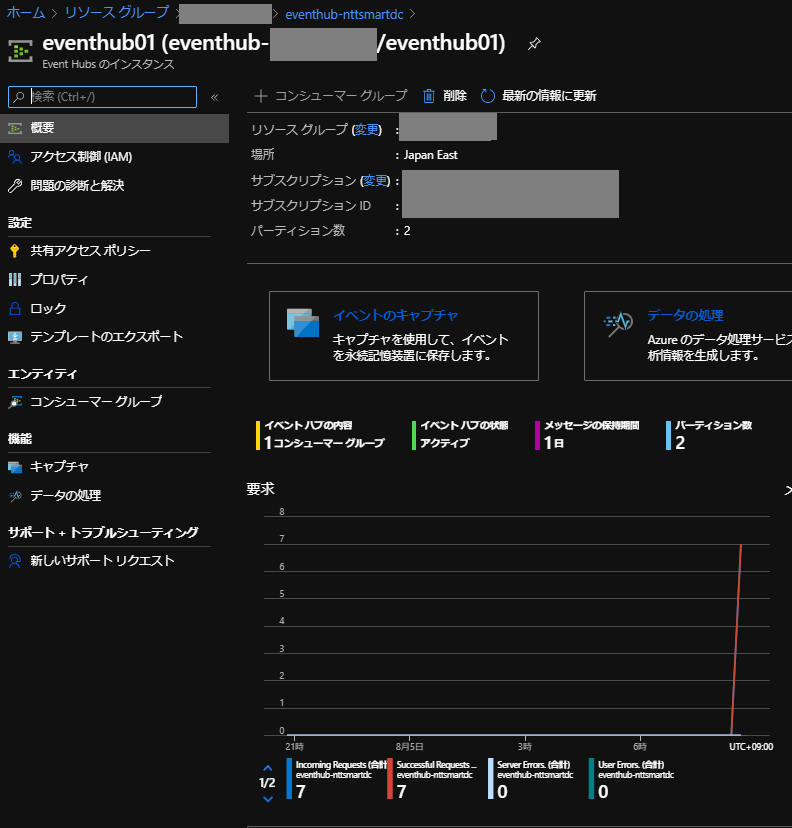 ホーム > リソース グループ > > eventhub-nttsmartdc >
eventhub01 (eventhub- /eventhub01)
Event Hubs のインスタンス
検索 (Ctrl+/)
«
概要
アクセス制御 (IAM)
問題の診断と解決
設定
共有アクセス ポリシー
プロパティ
ロック
テンプレートのエクスポート
エンティティ
コンシューマー グループ
機能
キャプチャ
データの処理
サポート + トラブルシューティング
新しいサポート リクエスト
コンシューマー グループ 削除 最新の情報に更新
リソース グループ (変更) :
場所 : Japan East
サブスクリプション (変更) :
サブスクリプション ID :
パーティション数 : 2
イベントのキャプチャ
キャプチャを使用して、イベント
を永続記憶装置に保存します。
データの処理
Azure のデータ処理サービス
析情報を生成します。
イベント ハブの内容
1 コンシューマー グループ
イベント ハブの状態
アクティブ
メッセージの保持期間
1 日
パーティション数
2
要求
8
7
6
5
4
3
2
1
0
21時 8月5日 3時 6時 UTC+09:00
1/2
Incoming Requests (合計)
eventhub-nttsmartdc
7
Successful Requests ...
eventhub-nttsmartdc
7
Server Errors. (合計)
eventhub-nttsmartdc
0
User Errors. (合計)
eventhub-nttsmartdc
0